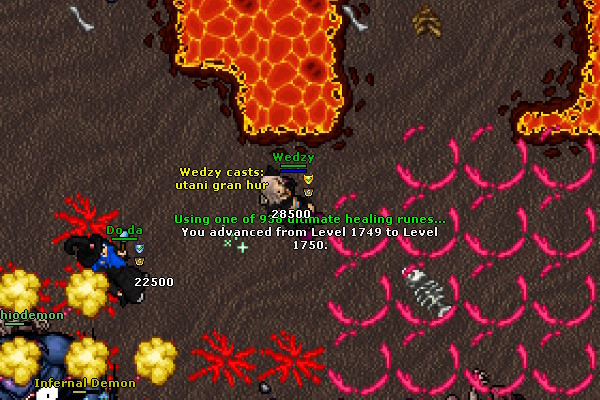 Wedzy
Wedzy casts:
utani gran hur
28500
Using one of 938 ultimate healing runes...
You advanced from Level 1749 to Level
1750.
Do da
22500
hiodemon
Infernal Demon